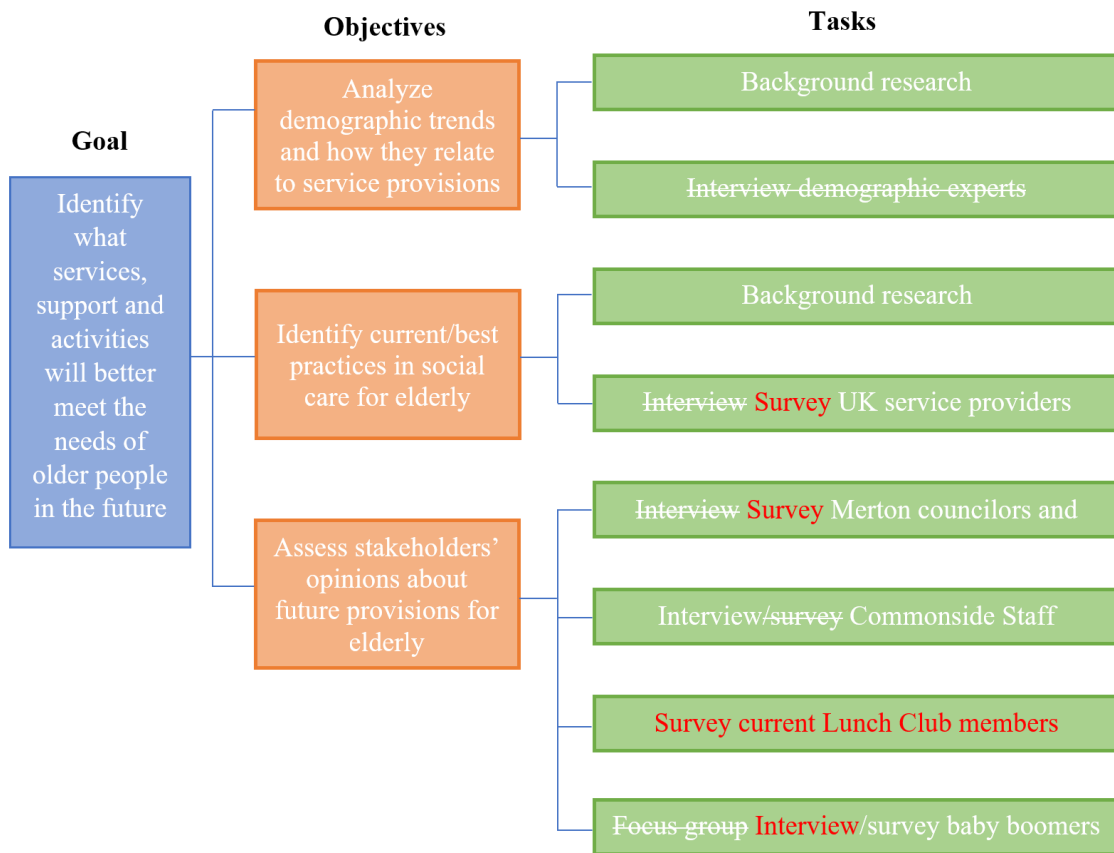 Objectives
Tasks
Goal
Identify
what
services,
support and
activities
will better
meet the
needs of
older people
in the future
Analyze
demographic trends
and how they relate
to service provisions
Background research
Interview demographic experts
Identify current/best
practices in social
care for elderly
Background research
Interview Survey UK service providers
Assess stakeholders’
opinions about
future provisions for
elderly
Interview Survey Merton councilors and
Interview/survey Commonside Staff
Survey current Lunch Club members
Focus group Interview/survey baby boomers